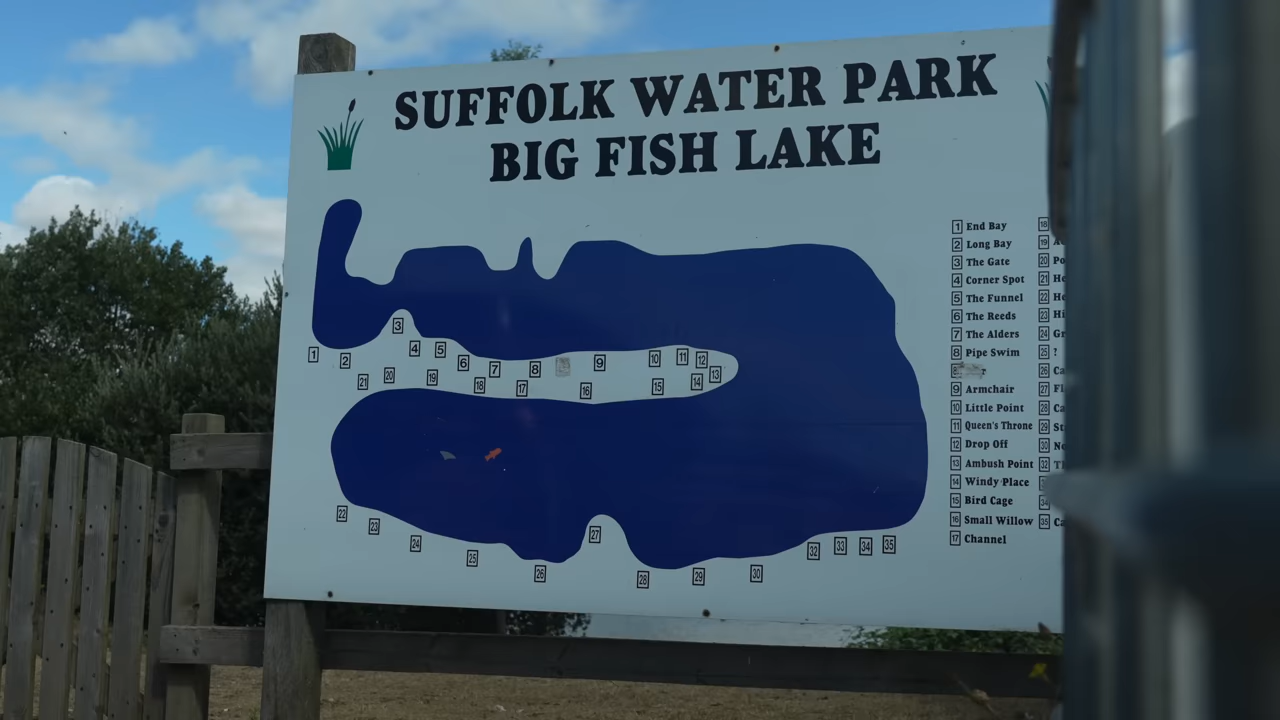 SUFFOLK WATER PARK
BIG FISH LAKE
1 End Bay
2 Long Bay
3 The Gate
4 Corner Spot
5 The Funnel
6 The Reeds
7 The Alders
8 Pipe Swim
9 Armchair
10 Little Point
11 Queen's Throne
12 Drop Off
13 Ambush Point
14 Windy Place
15 Bird Cage
16 Small Willow
17 Channel
18
19
20
21
22
23
24
25 ?
26
27
28
29
30
32
35
3
1 2 4 5 6 7 8 9 10 11 12
21 20 19 18 17 16 15 14 13
22 23 24 25 26 27 28 29 30 32 33 34 35